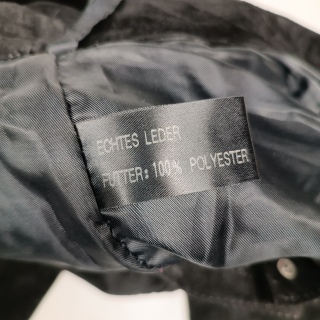 ECHTES LEDER
FUTTER: 100% POLYESTER